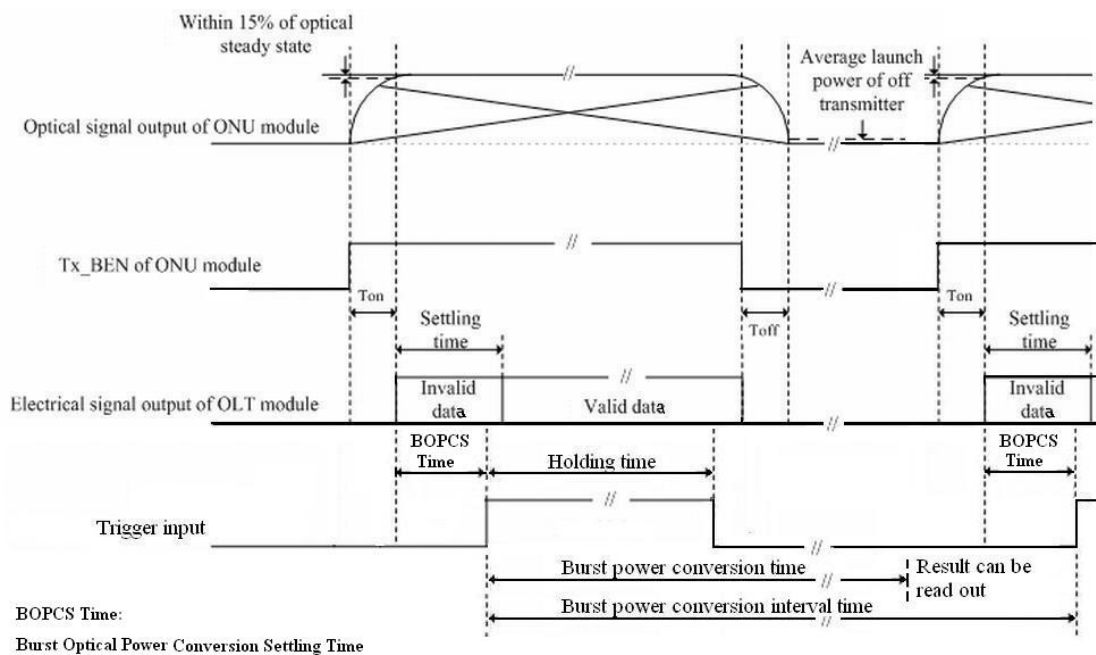 Within 15% of optical
steady state
Average launch
power of off
transmitter
Optical signal output of ONU module
//
//
//
Tx_BEN of ONU module
//
//
Ton
Toff
Ton
Settling
time
Settling
time
Electrical signal output of OLT module
Invalid
data
//
Valid data
//
Invalid
data
BOPCS
Time
Holding time
BOPCS
Time
Trigger input
//
//
Burst power conversion time
//
Result can be
read out
Burst power conversion interval time
//
BOPCS Time:
Burst Optical Power Conversion Settling Time